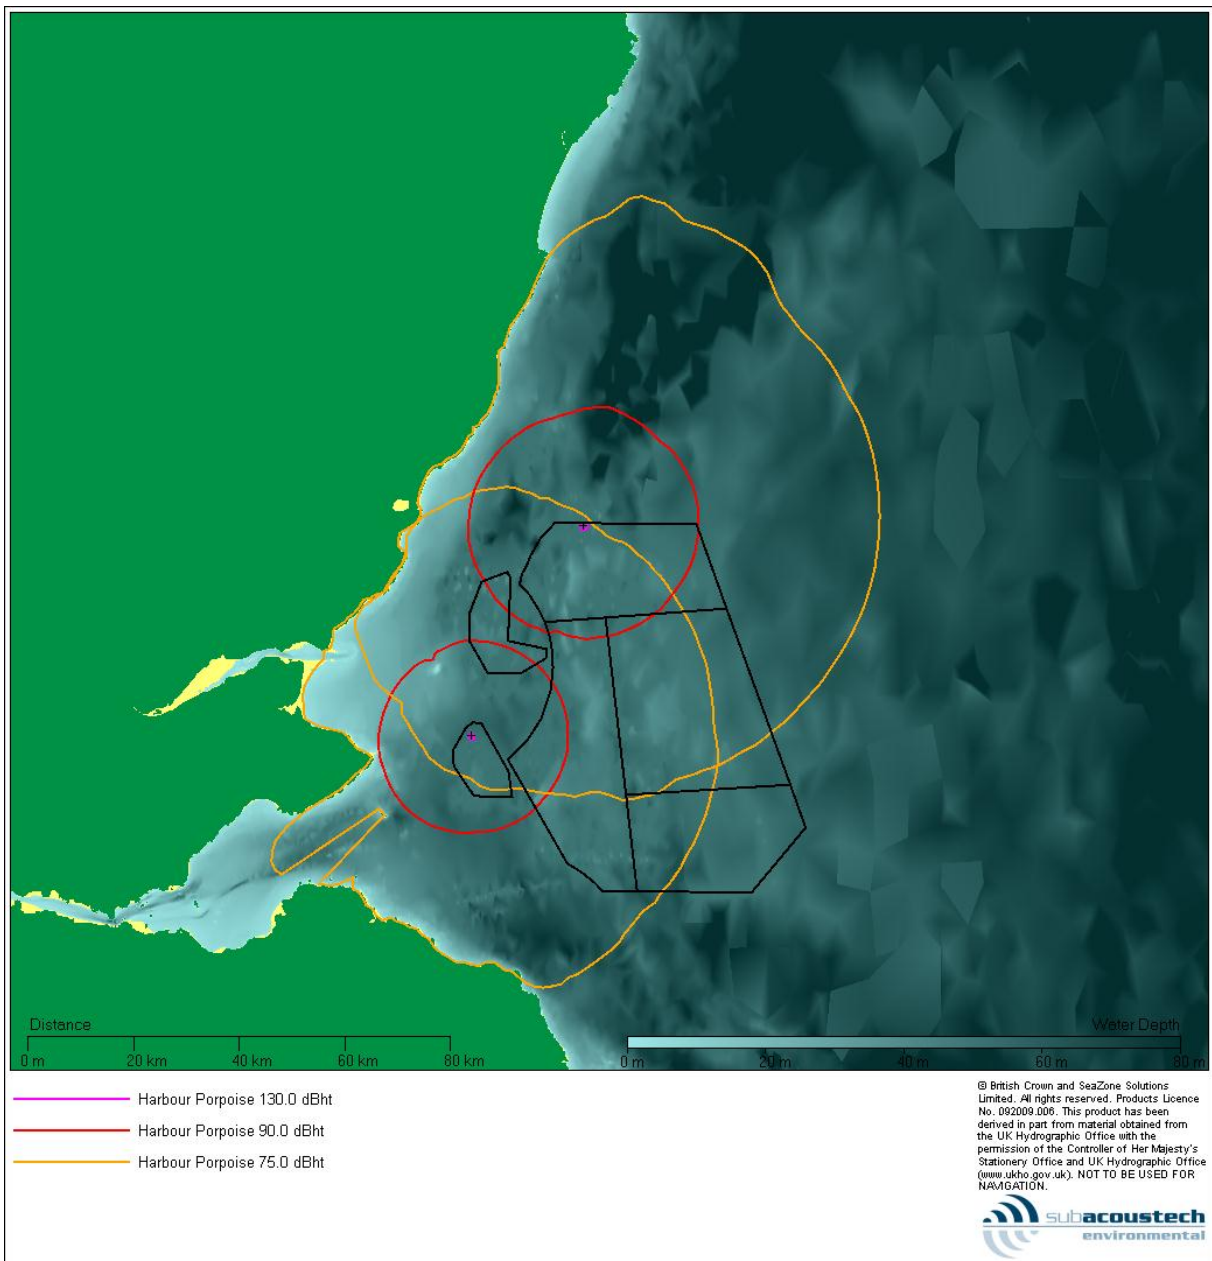 Distance
0 m 20 km 40 km 60 km 80 km
Water Depth
0 m 20 m 40 m 60 m 80 m
Harbour Porpoise 130.0 dBht
Harbour Porpoise 90.0 dBht
Harbour Porpoise 75.0 dBht
© British Crown and SeaZone Solutions
Limited. All rights reserved. Products Licence
No. 092009.006. This product has been
derived in part from material obtained from
the UK Hydrographic Office with the
permission of the Controller of Her Majesty's
Stationery Office and UK Hydrographic Office
(www.ukho.gov.uk). NOT TO BE USED FOR
NAVIGATION.
subacoustech
environmental